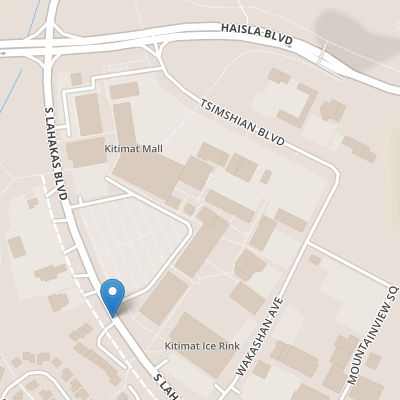 HAISLA BLVD
TSIMSHIAN BLVD
S LAHAKAS BLVD
Kitimat Mall
WAKASHAN AVE
MOUNTAINVIEW SQ
Kitimat Ice Rink
S LAH